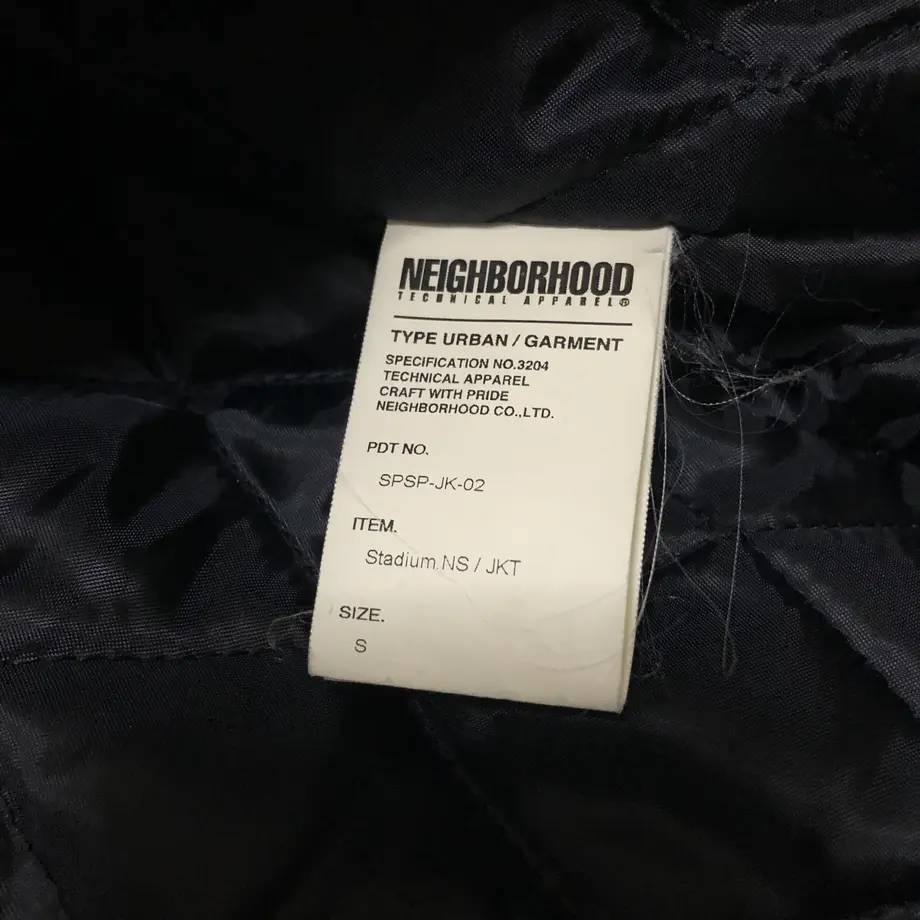 NEIGHBORHOOD
TECHNICAL APPAREL®
TYPE URBAN / GARMENT
SPECIFICATION NO.3204
TECHNICAL APPAREL
CRAFT WITH PRIDE
NEIGHBORHOOD CO.,LTD.
PDT NO.
SPSP-JK-02
ITEM.
Stadium.NS / JKT
SIZE.
S